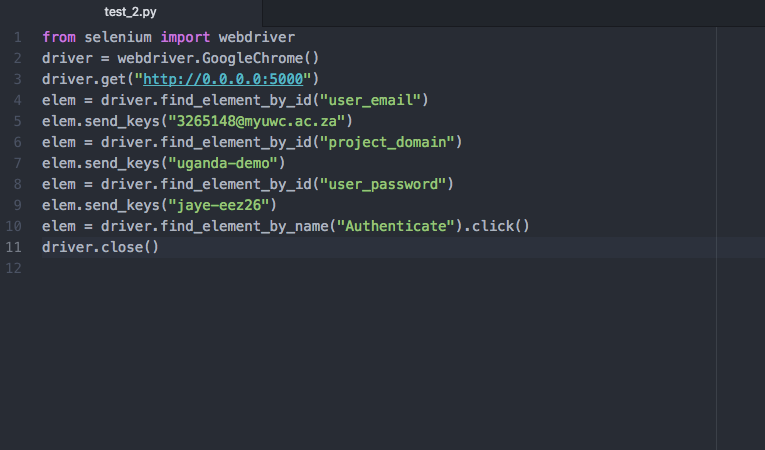 test_2.py
1 from selenium import webdriver
2 driver = webdriver.GoogleChrome()
3 driver.get("http://0.0.0.0:5000")
4 elem = driver.find_element_by_id("user_email")
5 elem.send_keys("3265148@myuwc.ac.za")
6 elem = driver.find_element_by_id("project_domain")
7 elem.send_keys("uganda-demo")
8 elem = driver.find_element_by_id("user_password")
9 elem.send_keys("jaye-eez26")
10 elem = driver.find_element_by_name("Authenticate").click()
11 driver.close()
12